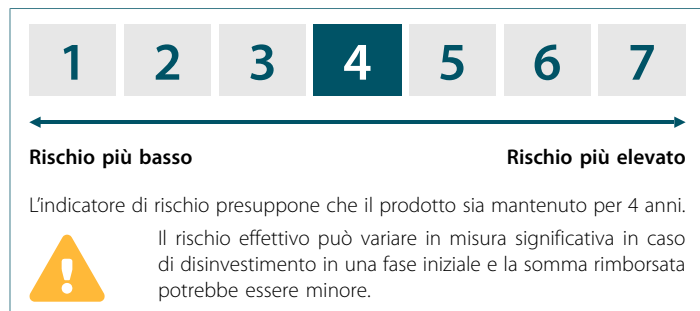 1 2 3 4 5 6 7
Rischio più basso Rischio più elevato
L'indicatore di rischio presuppone che il prodotto sia mantenuto per 4 anni.
Il rischio effettivo può variare in misura significativa in caso
di disinvestimento in una fase iniziale e la somma rimborsata
potrebbe essere minore.